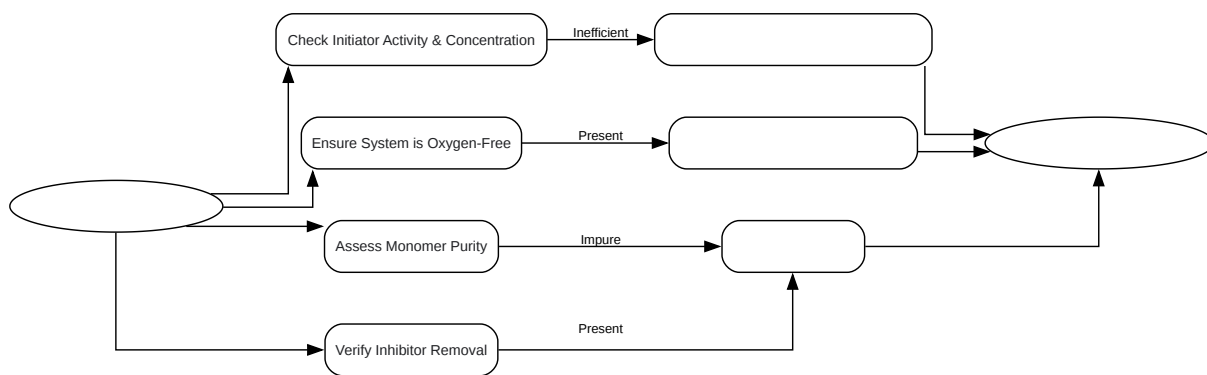 Check Initiator Activity & Concentration
Inefficient
Ensure System is Oxygen-Free
Present
Assess Monomer Purity
Impure
Verify Inhibitor Removal
Present